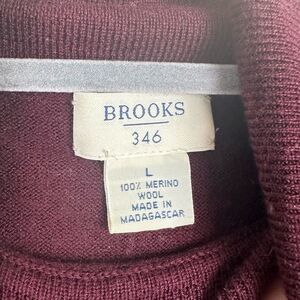 BROOKS
346
L
100% MERINO
WOOL
MADE IN
MADAGASCAR